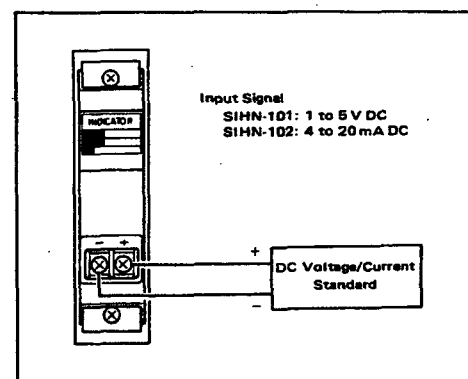 Input Signal
SIHN-101: 1 to 5 V DC
SIHN-102: 4 to 20 mA DC
INDICATOR
- +
+
DC Voltage/Current
Standard
-